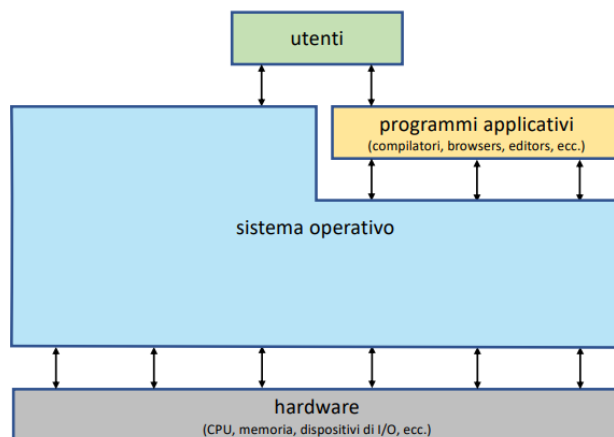 utenti
programmi applicativi
(compilatori, browsers, editors, ecc.)
sistema operativo
hardware
(CPU, memoria, dispositivi di I/O, ecc.)